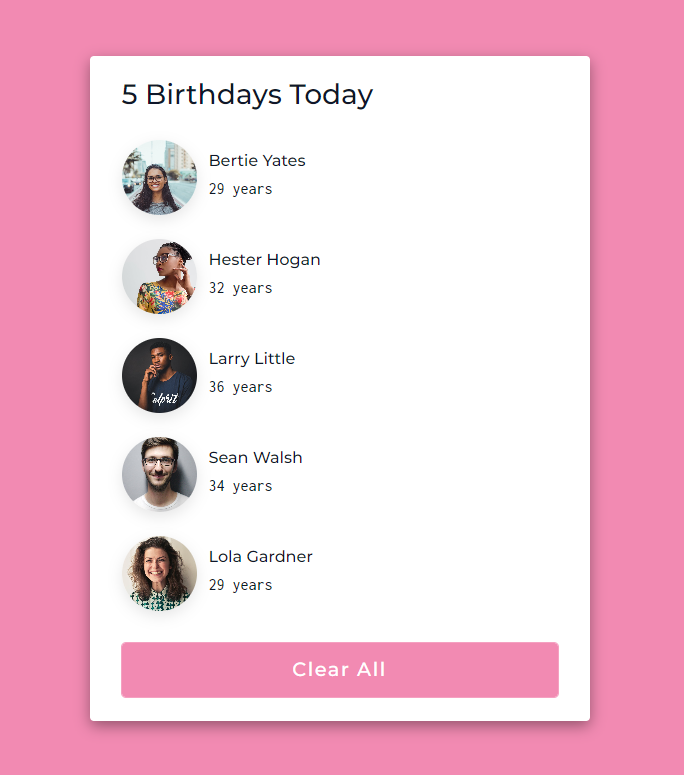 5 Birthdays Today
Bertie Yates
29 years
Hester Hogan
32 years
Larry Little
36 years
Sean Walsh
34 years
Lola Gardner
29 years
Clear All